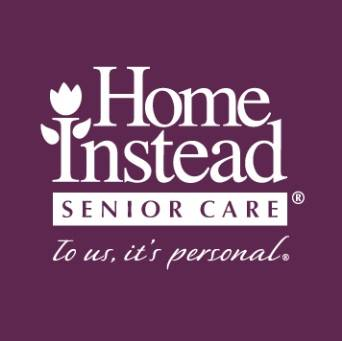 Home
Instead
SENIOR CARE®
To us, it's personal®